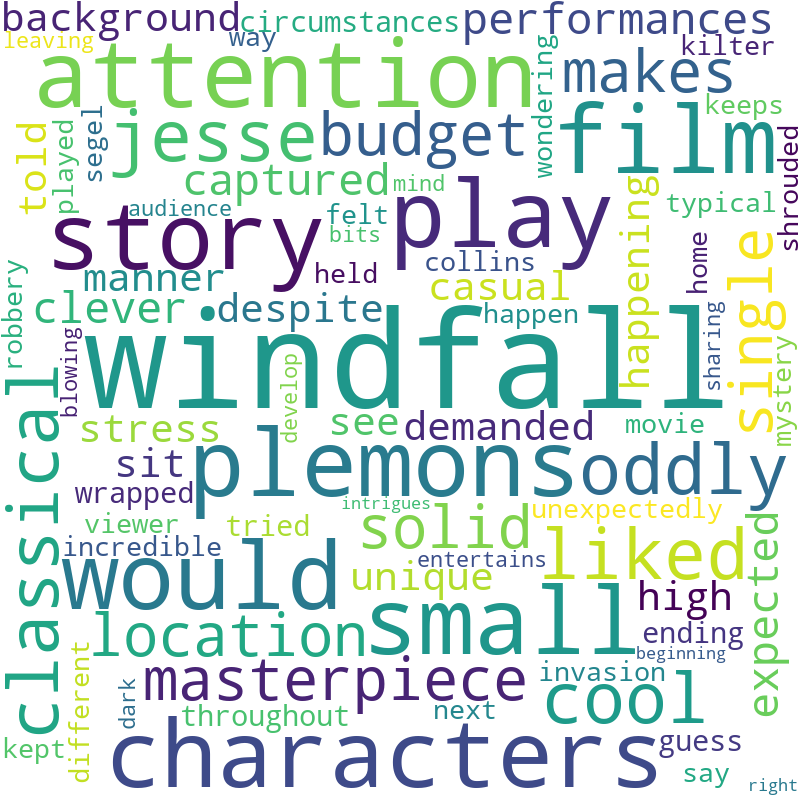 background
circumstances
performances
leaving
way
kilter
attention
wondering
makes
keeps
told
played
segel
jesse
budget
film
shrouded
captured
mind
audience
felt
bits
story
play
happening
typical
single
home
robbery
manner
held
collins
casual
clever
despite
happen
sharing
windfall
blowing
develop
mystery
classical
stress
see
demanded
movie
sit
plemons
oddly
wrapped
intrigues
unexpectedly
viewer
tried
solid
incredible
entertains
liked
expected
would
unique
high
location
small
ending
beginning
different
masterpiece
invasion
cool
dark
throughout
next
characters
guess
kept
say
right